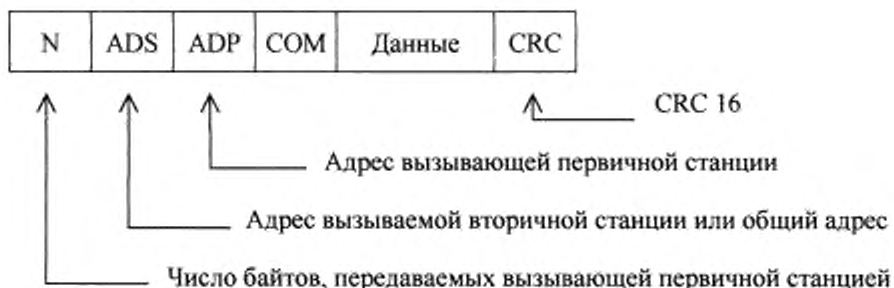 N ADS ADP COM Данные CRC
CRC 16
Адрес вызывающей первичной станции
Адрес вызываемой вторичной станции или общий адрес
Число байтов, передаваемых вызывающей первичной станцией